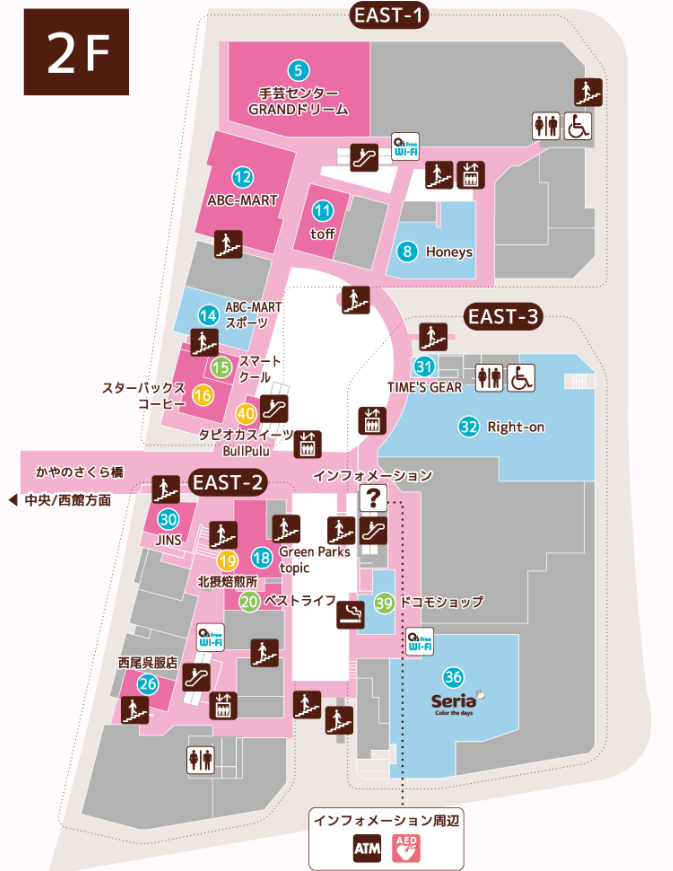 2F
EAST-1
5
手芸センター
GRANDドリーム
free
Wi-Fi
12
ABC-MART
11
toff
8 Honeys
14
ABC-MART
スポーツ
EAST-3
15
スマート
クール
31
TIME'S GEAR
スターバックス
コーヒー
16
40
タピオカスイーツ
BullPulu
32 Right-on
かやのさくら橋
中央/西館方面
EAST-2
インフォメーション
?
30
JINS
19
18
Green Parks
topic
北摂焙煎所
20 ベストライフ
39 ドコモショップ
free
Wi-Fi
free
Wi-Fi
西尾呉服店
26
36
Seria
Color the days
インフォメーション周辺
ATM
AED